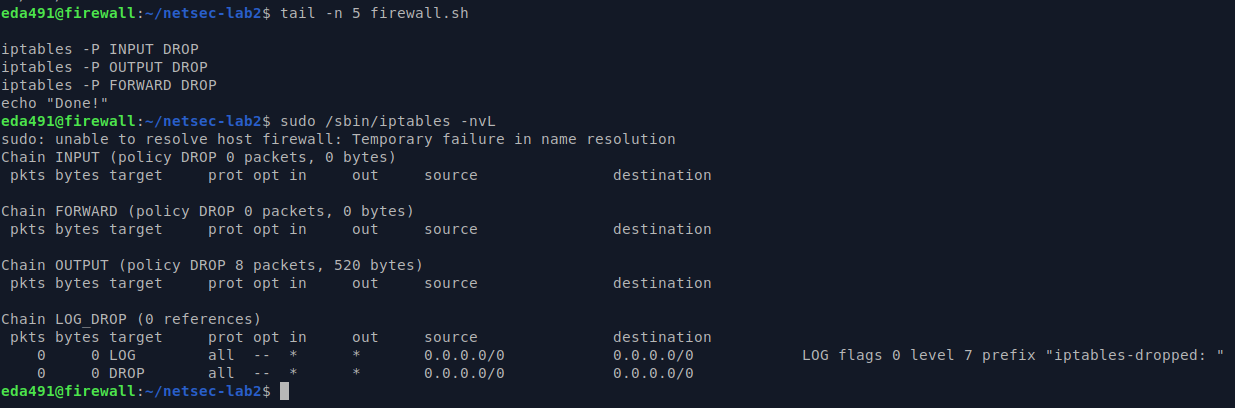 eda491@firewall:~/netsec-lab2$ tail -n 5 firewall.sh

iptables -P INPUT DROP
iptables -P OUTPUT DROP
iptables -P FORWARD DROP
echo "Done!"
eda491@firewall:~/netsec-lab2$ sudo /sbin/iptables -nvL
sudo: unable to resolve host firewall: Temporary failure in name resolution
Chain INPUT (policy DROP 0 packets, 0 bytes)
 pkts bytes target     prot opt in     out     source               destination

Chain FORWARD (policy DROP 0 packets, 0 bytes)
 pkts bytes target     prot opt in     out     source               destination

Chain OUTPUT (policy DROP 8 packets, 520 bytes)
 pkts bytes target     prot opt in     out     source               destination

Chain LOG_DROP (0 references)
 pkts bytes target     prot opt in     out     source               destination
    0     0 LOG        all  --  *      *       0.0.0.0/0            0.0.0.0/0            LOG flags 0 level 7 prefix "iptables-dropped: "
    0     0 DROP       all  --  *      *       0.0.0.0/0            0.0.0.0/0
eda491@firewall:~/netsec-lab2$